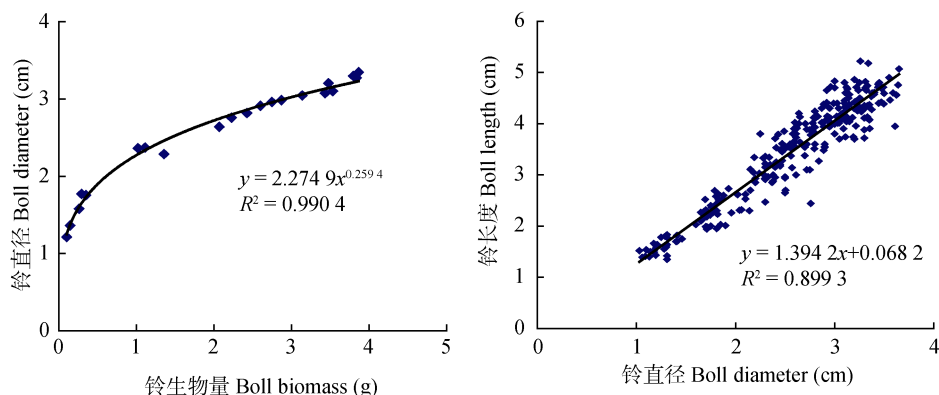 4
3
2
1
0
铃直径 Boll diameter (cm)
y = 2.274 9x^0.259 4
R² = 0.990 4
0 1 2 3 4 5
铃生物量 Boll biomass (g)
6
5
4
3
2
1
0
铃长度 Boll length (cm)
y = 1.394 2x+0.068 2
R² = 0.899 3
0 1 2 3 4
铃直径 Boll diameter (cm)